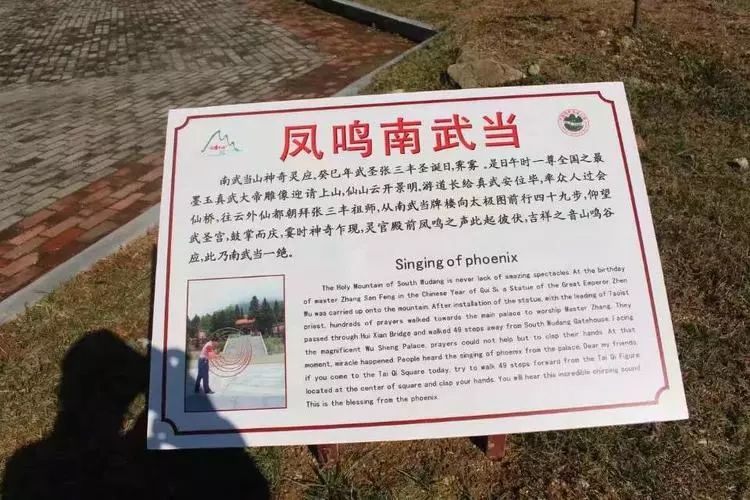 凤鸣南武当
南武当山神奇灵应。癸巳年武圣张三丰圣诞日，霁雾。是日午时一尊全国之最
墨玉真武大帝雕像迎请上山，仙山云开景明。游道长给真武安位毕，率众人过会
仙桥，往云外仙都朝拜张三丰祖师，从南武当牌楼向太极图前行四十九步，仰望
武圣宫，鼓掌而庆，霎时神奇乍现，灵官殿前凤鸣之声此起彼伏，吉祥之音山鸣谷
应，此乃南武当一绝。
Singing of phoenix
The Holy Mountain of South Wudang is never lack of amazing spectacles. At the birthday
of master Zhang San Feng in the Chinese Year of Gui Si, a Statue of the Great Emperor Zhen
Wu was carried up onto the mountain. After installation of the statue, with the leading of Taoist
priest, hundreds of prayers walked towards the main palace to worship Master Zhang. They
passed through Hui Xian Bridge and walked 49 steps away from South Wudang Gatehouse. Facing
the magnificent Wu Sheng Palace, prayers could not help but to clap their hands. At that
moment, miracle happened. People heard the singing of phoenix from the palace. Dear my friends,
if you come to the Tai Qi Square today, try to walk 49 steps forward from the Tai Qi Figure
located at the center of square and clap your hands. You will hear this incredible chirping sound.
This is the blessing from the phoenix.